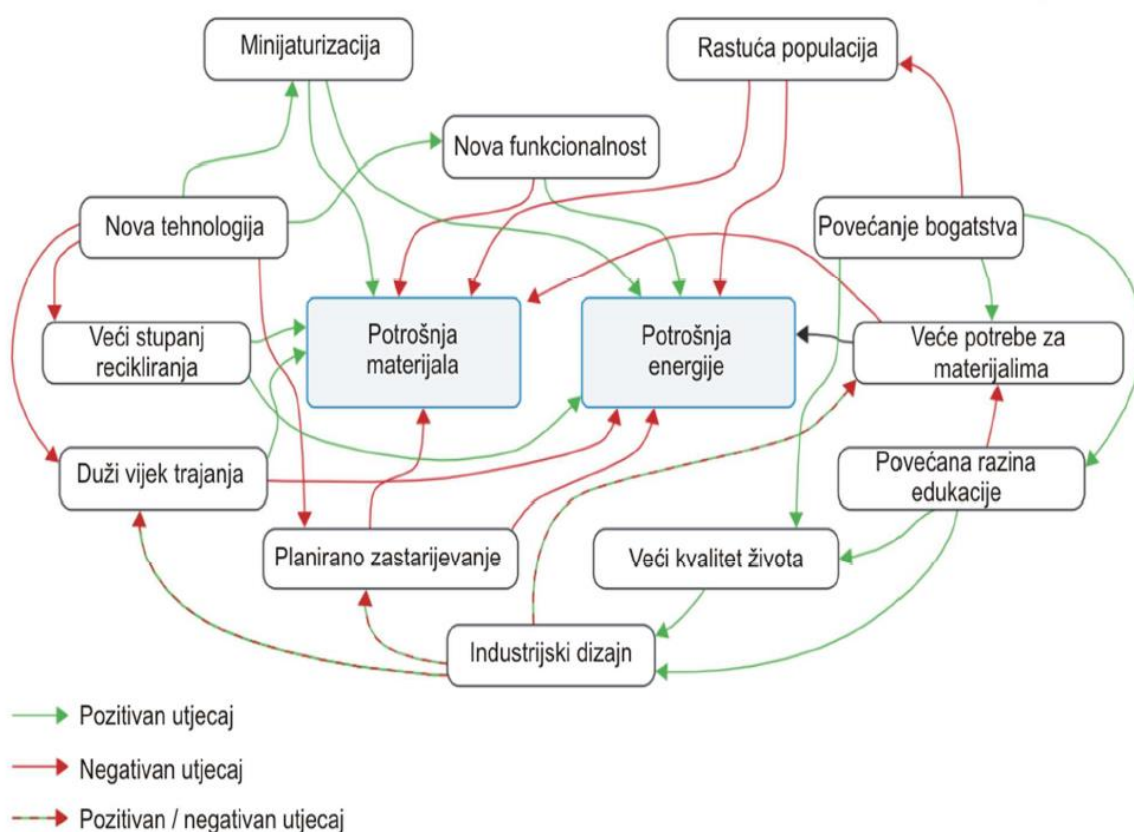 Minijaturizacija
Rastuća populacija
Nova funkcionalnost
Nova tehnologija
Povećanje bogatstva
Veći stupanj
recikliranja
Potrošnja
materijala
Potrošnja
energije
Veće potrebe za
materijalima
Duži vijek trajanja
Povećana razina
edukacije
Planirano zastarijevanje
Veći kvalitet života
Industrijski dizajn
Pozitivan utjecaj
Negativan utjecaj
Pozitivan / negativan utjecaj